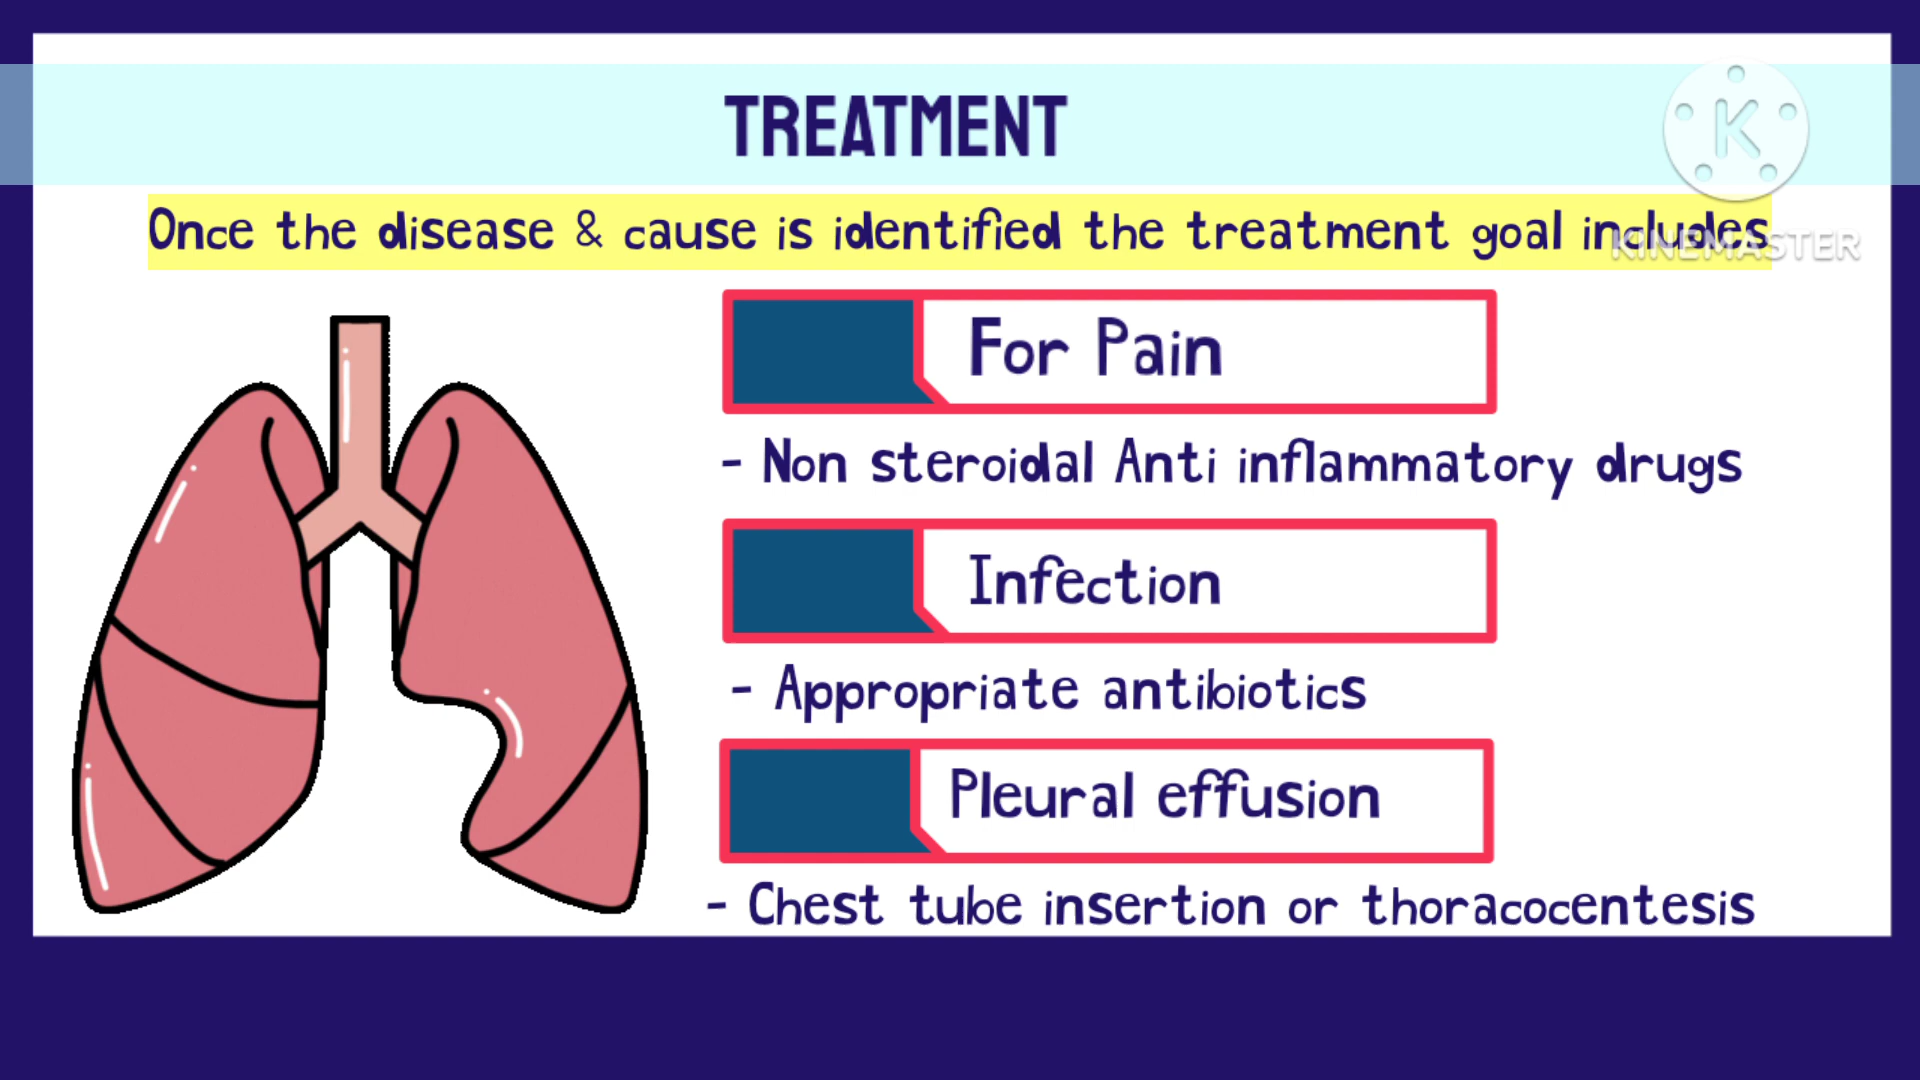 TREATMENT
K
Once the disease & cause is identified the treatment goal includes
KINEMASTER
For Pain
- Non steroidal Anti inflammatory drugs
Infection
- Appropriate antibiotics
Pleural effusion
- Chest tube insertion or thoracocentesis